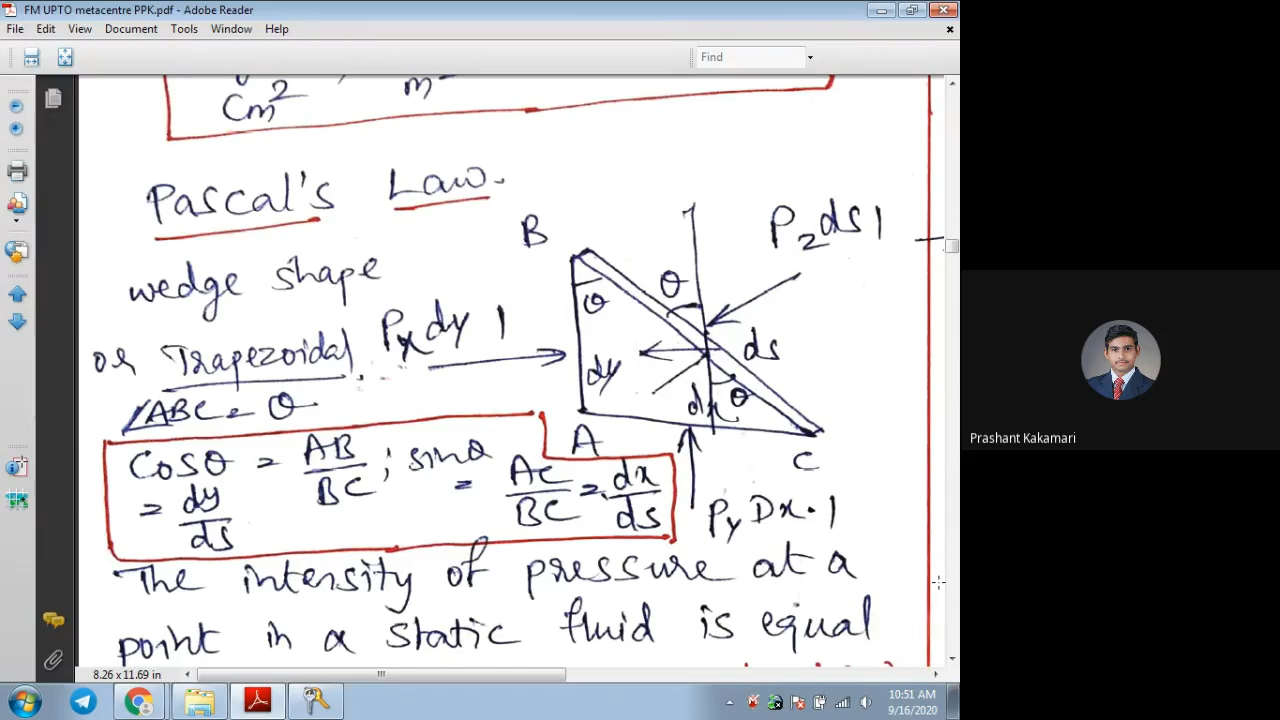 FM UPTO metacentre PPK.pdf - Adobe Reader
File Edit View Document Tools Window Help
Find
Cm² m²
Pascal's Law.
B
P₂ds1
wedge shape
θ
θ
or Trapezoidal
Pₓdy 1
ds
dy
dx
θ
∠ABC = θ
A
C
Cosθ = AB/BC ; sinθ = AC/BC = dx/ds
= dy/ds
Py Dx·1
The intensity of pressure at a
point in a static fluid is equal
8.26 x 11.69 in
10:51 AM
9/16/2020
Prashant Kakamari